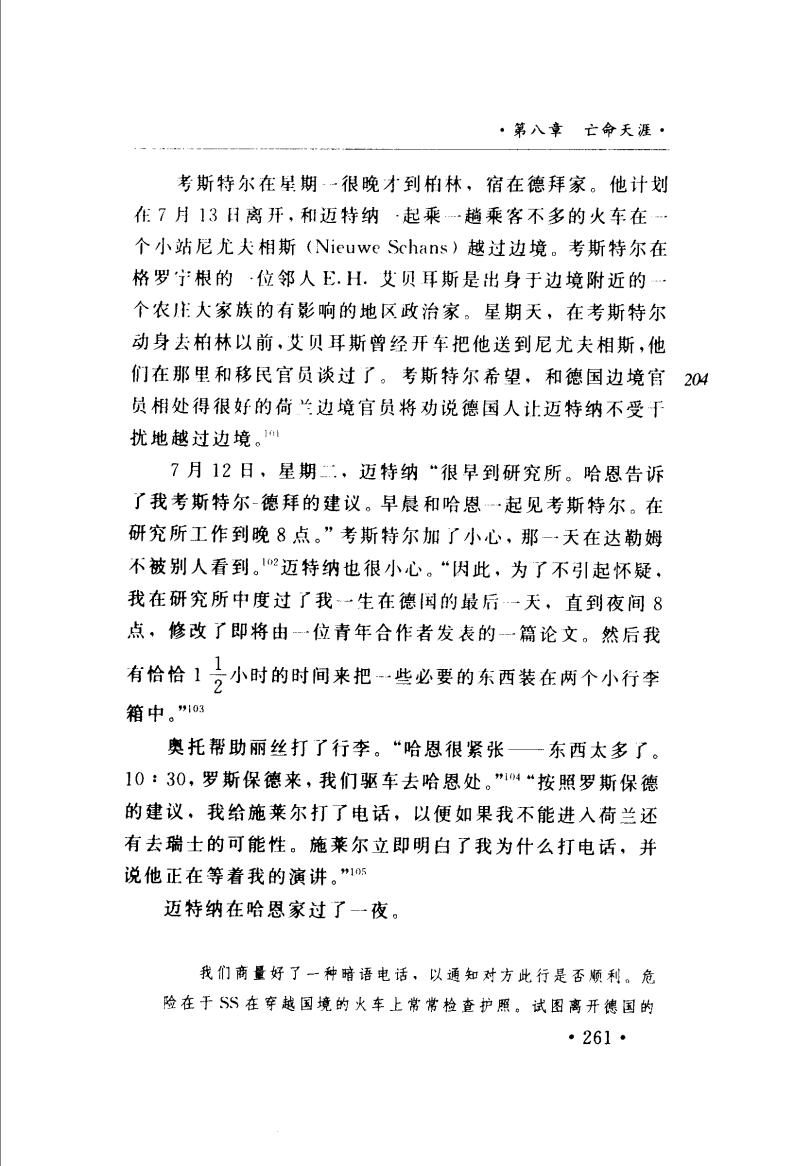 ·第八章　亡命天涯·
考斯特尔在星期一很晚才到柏林，宿在德拜家。他计划
在7月13日离开，和迈特纳一起乘一趟乘客不多的火车在一
个小站尼尤夫相斯（Nieuwe Schans）越过边境。考斯特尔在
格罗宁根的一位邻人E.H.艾贝耳斯是出身于边境附近的一
个农庄大家族的有影响的地区政治家。星期天，在考斯特尔
动身去柏林以前，艾贝耳斯曾经开车把他送到尼尤夫相斯，他
们在那里和移民官员谈过了。考斯特尔希望，和德国边境官
204
员相处得很好的荷兰边境官员将劝说德国人让迈特纳不受干
扰地越过边境。¹⁰¹
7月12日，星期二，迈特纳“很早到研究所。哈恩告诉
了我考斯特尔-德拜的建议。早晨和哈恩一起见考斯特尔。在
研究所工作到晚8点。”考斯特尔加了小心，那一天在达勒姆
不被别人看到。¹⁰²迈特纳也很小心。“因此，为了不引起怀疑，
我在研究所中度过了我一生在德国的最后一天，直到夜间8
点，修改了即将由一位青年合作者发表的一篇论文。然后我
有恰恰1½小时的时间来把一些必要的东西装在两个小行李
箱中。”¹⁰³
奥托帮助丽丝打了行李。“哈恩很紧张——东西太多了。
10：30，罗斯保德来，我们驱车去哈恩处。”¹⁰⁴“按照罗斯保德
的建议，我给施莱尔打了电话，以便如果我不能进入荷兰还
有去瑞士的可能性。施莱尔立即明白了我为什么打电话，并
说他正在等着我的演讲。”¹⁰⁵
迈特纳在哈恩家过了一夜。
我们商量好了一种暗语电话，以通知对方此行是否顺利。危
险在于SS在穿越国境的火车上常常检查护照。试图离开德国的
·261·